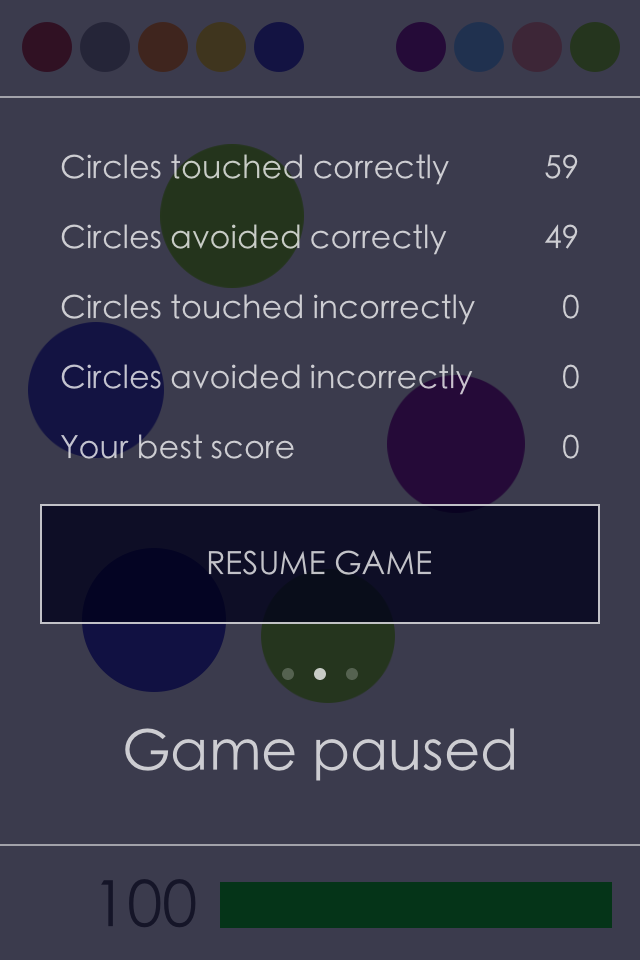 Circles touched correctly 59
Circles avoided correctly 49
Circles touched incorrectly 0
Circles avoided incorrectly 0
Your best score 0
RESUME GAME
Game paused
100